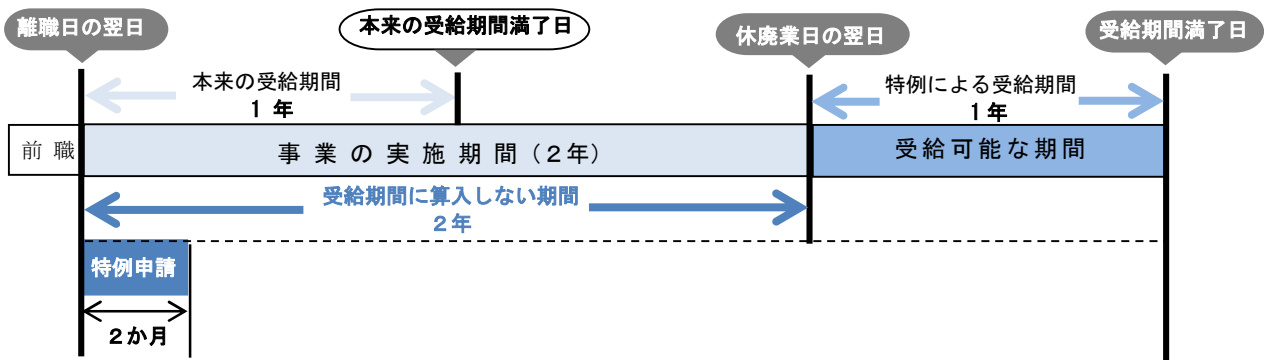 離職日の翌日
本来の受給期間満了日
休廃業日の翌日
受給期間満了日
本来の受給期間
1 年
特例による受給期間
1年
前 職
事 業 の 実 施 期 間 （２年）
受給可能な期間
受給期間に算入しない期間
２年
特例申請
２か月